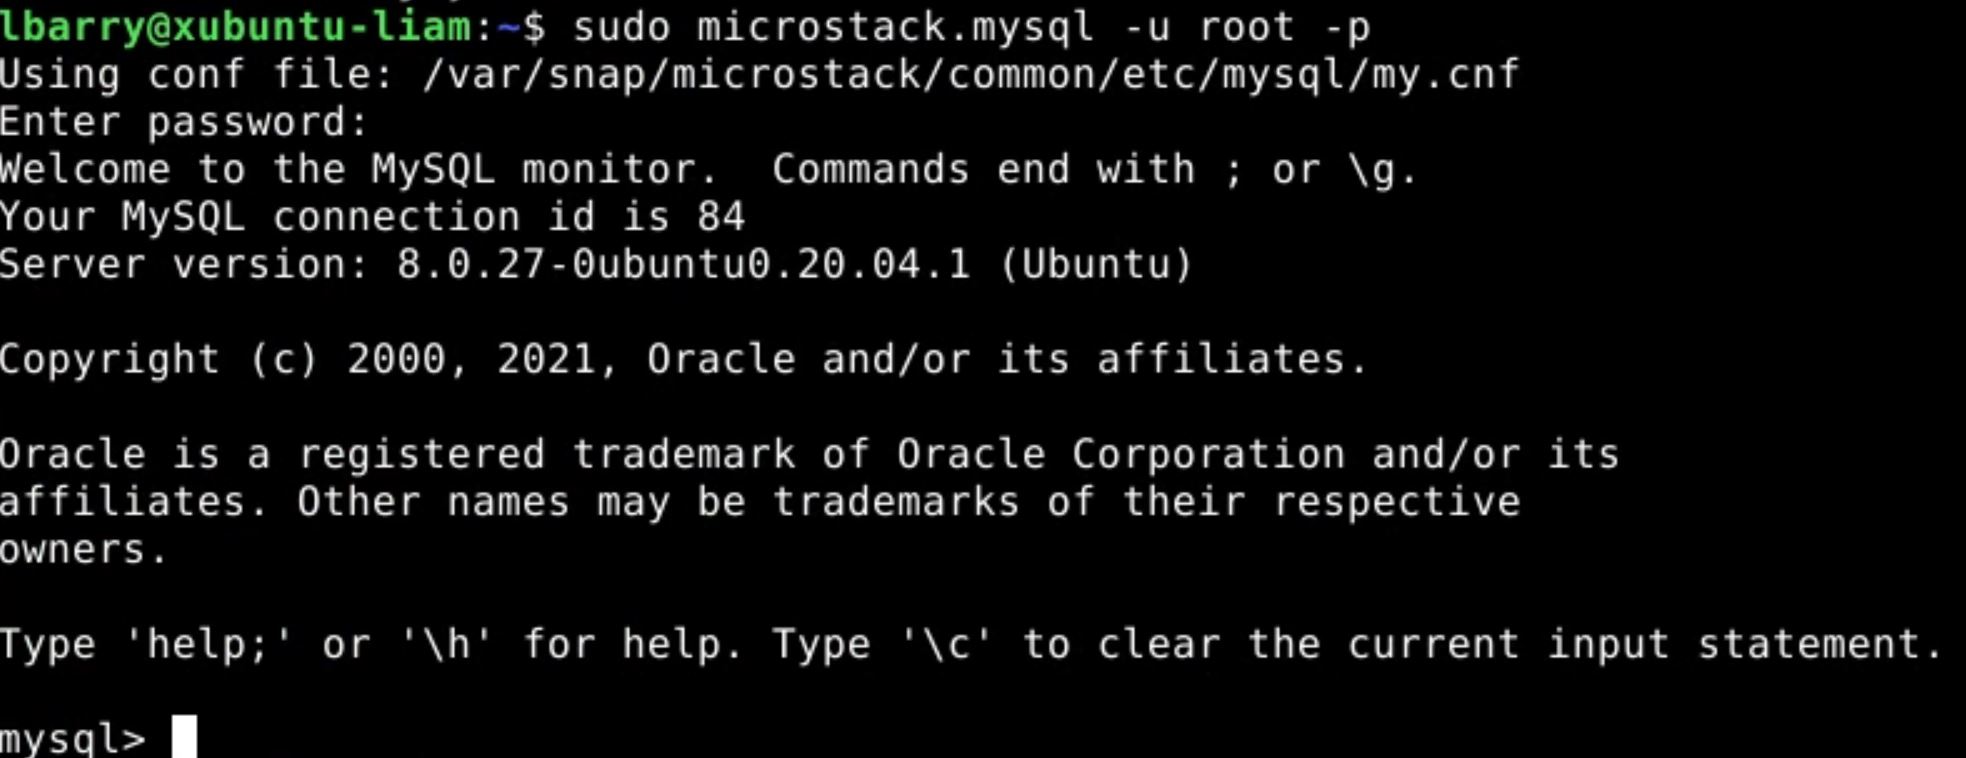 lbarry@xubuntu-liam:~$ sudo microstack.mysql -u root -p
Using conf file: /var/snap/microstack/common/etc/mysql/my.cnf
Enter password:
Welcome to the MySQL monitor.  Commands end with ; or \g.
Your MySQL connection id is 84
Server version: 8.0.27-0ubuntu0.20.04.1 (Ubuntu)
Copyright (c) 2000, 2021, Oracle and/or its affiliates.
Oracle is a registered trademark of Oracle Corporation and/or its
affiliates. Other names may be trademarks of their respective
owners.
Type 'help;' or '\h' for help. Type '\c' to clear the current input statement.
mysql>